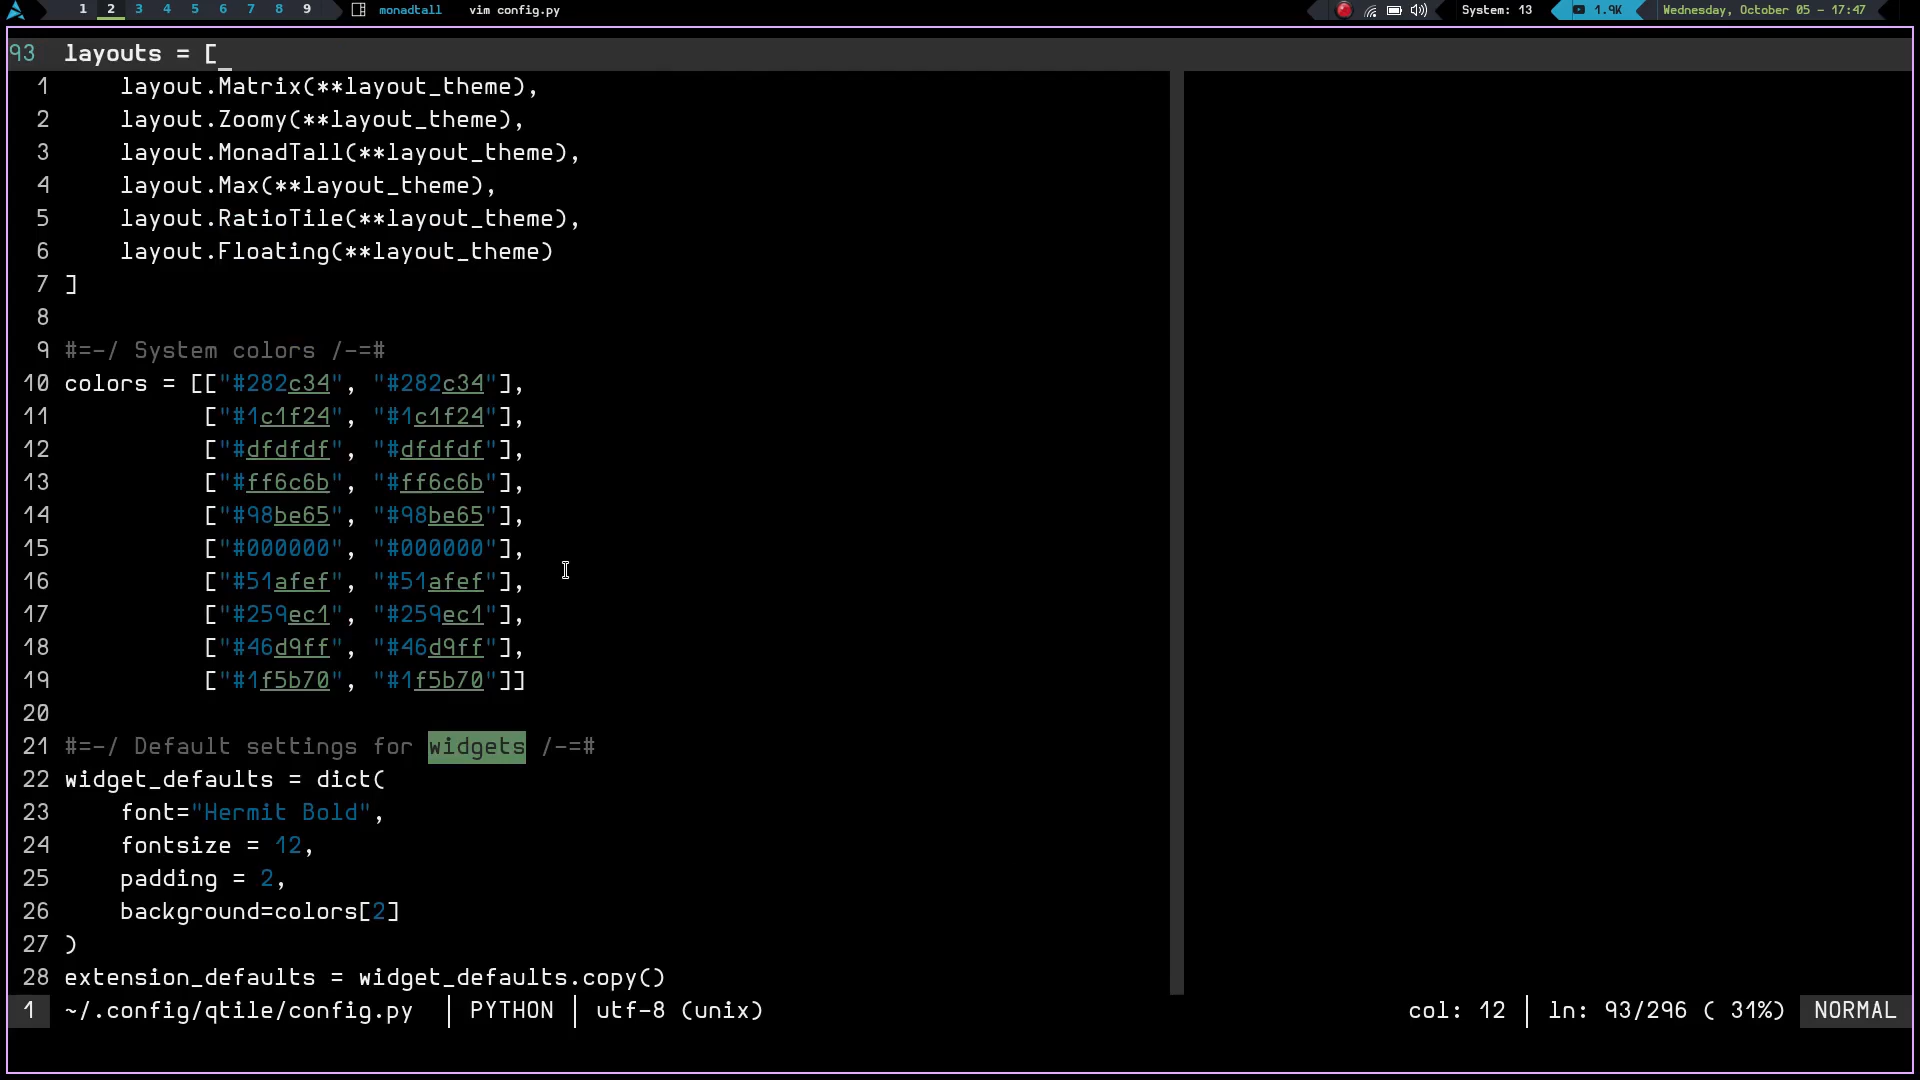 1 2 3 4 5 6 7 8 9 monadtall vim config.py System: 13 1.9K Wednesday, October 05 - 17:47
93 layouts = [
1 layout.Matrix(**layout_theme),
2 layout.Zoomy(**layout_theme),
3 layout.MonadTall(**layout_theme),
4 layout.Max(**layout_theme),
5 layout.RatioTile(**layout_theme),
6 layout.Floating(**layout_theme)
7 ]
8
9 #=-/ System colors /-=#
10 colors = [["#282c34", "#282c34"],
11 ["#1c1f24", "#1c1f24"],
12 ["#dfdfdf", "#dfdfdf"],
13 ["#ff6c6b", "#ff6c6b"],
14 ["#98be65", "#98be65"],
15 ["#000000", "#000000"],
16 ["#51afef", "#51afef"],
17 ["#259ec1", "#259ec1"],
18 ["#46d9ff", "#46d9ff"],
19 ["#1f5b70", "#1f5b70"]]
20
21 #=-/ Default settings for widgets /-=#
22 widget_defaults = dict(
23 font="Hermit Bold",
24 fontsize = 12,
25 padding = 2,
26 background=colors[2]
27 )
28 extension_defaults = widget_defaults.copy()
1 ~/.config/qtile/config.py | PYTHON | utf-8 (unix) col: 12 | ln: 93/296 ( 31%) NORMAL